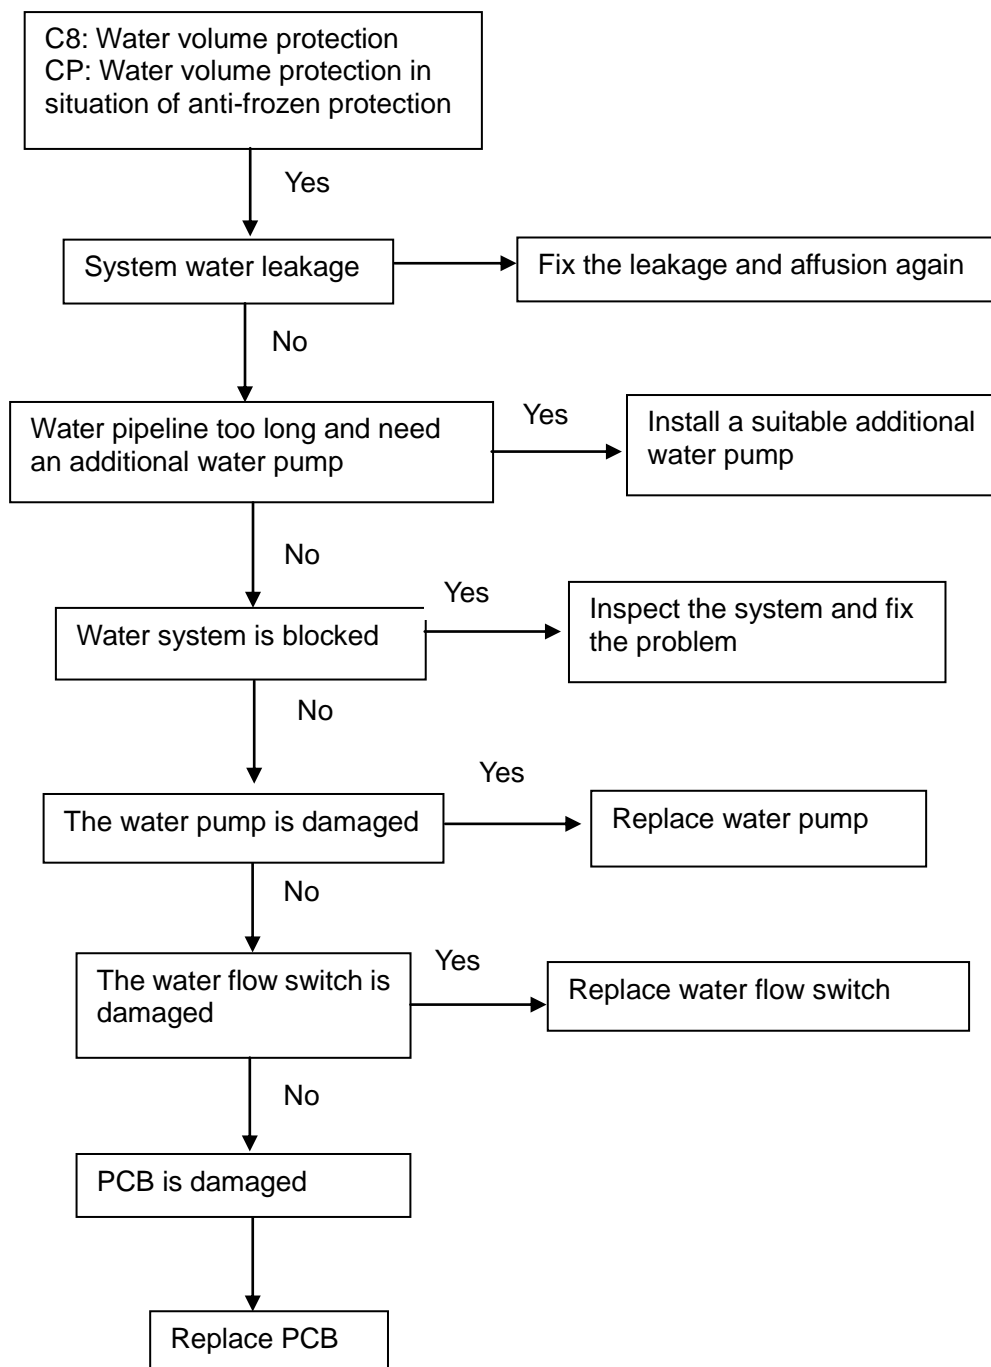 C8: Water volume protection
CP: Water volume protection in
situation of anti-frozen protection
Yes
System water leakage
Fix the leakage and affusion again
No
Water pipeline too long and need
an additional water pump
Yes
Install a suitable additional
water pump
No
Water system is blocked
Yes
Inspect the system and fix
the problem
No
The water pump is damaged
Yes
Replace water pump
No
The water flow switch is
damaged
Yes
Replace water flow switch
No
PCB is damaged
Replace PCB